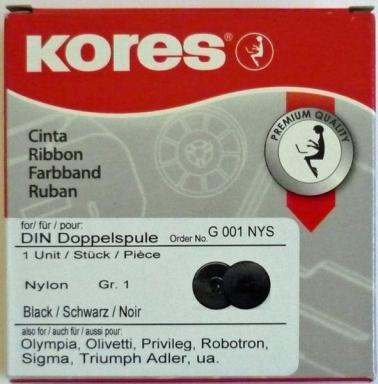 KORES®
PREMIUM QUALITY
Cinta
Ribbon
Farbband
Ruban
for/ für / pour:
DIN Doppelspule Order No. G 001 NYS
1 Unit / Stück / Pièce
Nylon Gr. 1
Black / Schwarz / Noir
also for / auch für / aussi pour:
Olympia, Olivetti, Privileg, Robotron,
Sigma, Triumph Adler, ua.